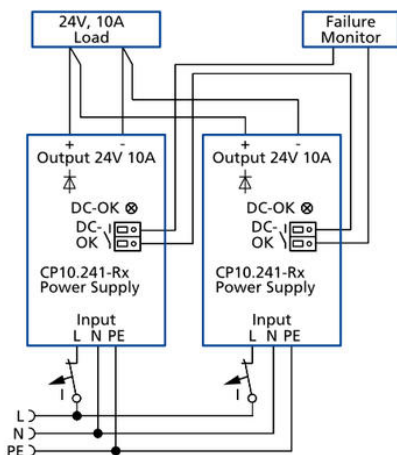 24V, 10A
Load
Failure
Monitor
+ -
Output 24V 10A
DC-OK
DC-
OK
CP10.241-Rx
Power Supply
Input
L N PE
I
+ -
Output 24V 10A
DC-OK
DC-
OK
CP10.241-Rx
Power Supply
Input
L N PE
I
L
N
PE